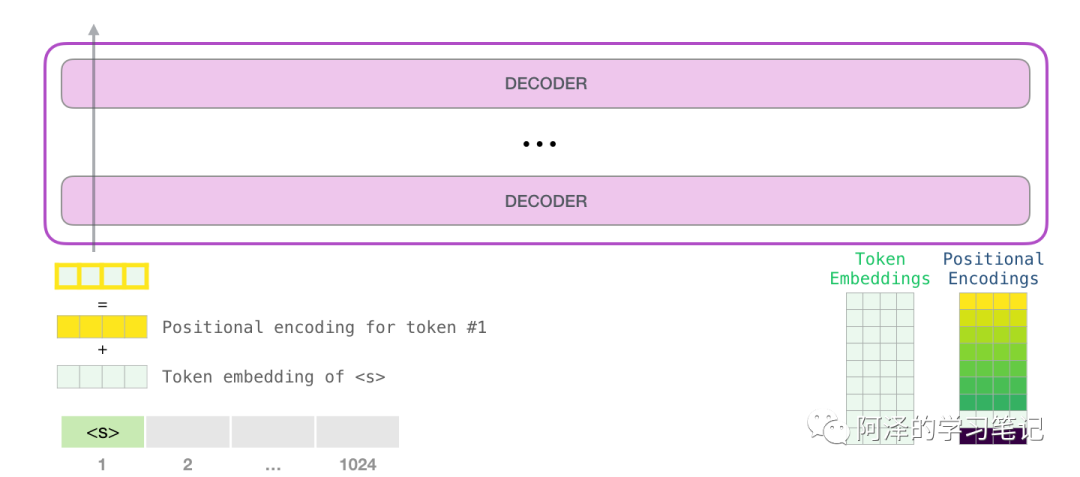 DECODER
...
DECODER
Token Embeddings
Positional Encodings
=
Positional encoding for token #1
+
Token embedding of <s>
<s>
1 2 ... 1024
阿泽的学习笔记